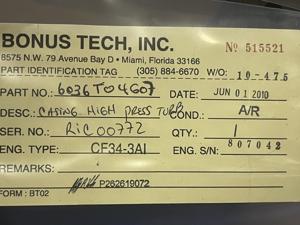 BONUS TECH, INC.
Nº 515521
8575 N.W. 79 Avenue Bay D • Miami, Florida 33166
PART IDENTIFICATION TAG (305) 884-6670 W/O: 10-475
PART NO.: 6036T04G07 DATE: JUN 01 2010
DESC.: CASING HIGH PRESS TURB COND.: A/R
SER. NO.: RIC00772 QTY.: 1
ENG. TYPE: CF34-3A1 ENG. S/N: 807042
REMARKS:
P262619072
FORM : BT02